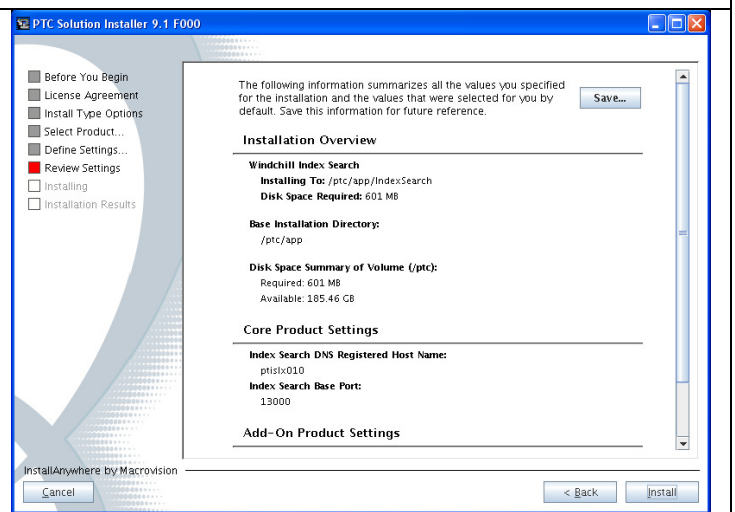 PTC Solution Installer 9.1 F000
Before You Begin
License Agreement
Install Type Options
Select Product...
Define Settings...
Review Settings
Installing
Installation Results
The following information summarizes all the values you specified
for the installation and the values that were selected for you by
default. Save this information for future reference.
Save...
Installation Overview
Windchill Index Search
Installing To: /ptc/app/IndexSearch
Disk Space Required: 601 MB
Base Installation Directory:
/ptc/app
Disk Space Summary of Volume (/ptc):
Required: 601 MB
Available: 185.46 GB
Core Product Settings
Index Search DNS Registered Host Name:
ptislx010
Index Search Base Port:
13000
Add-On Product Settings
InstallAnywhere by Macrovision
Cancel
< Back
Install